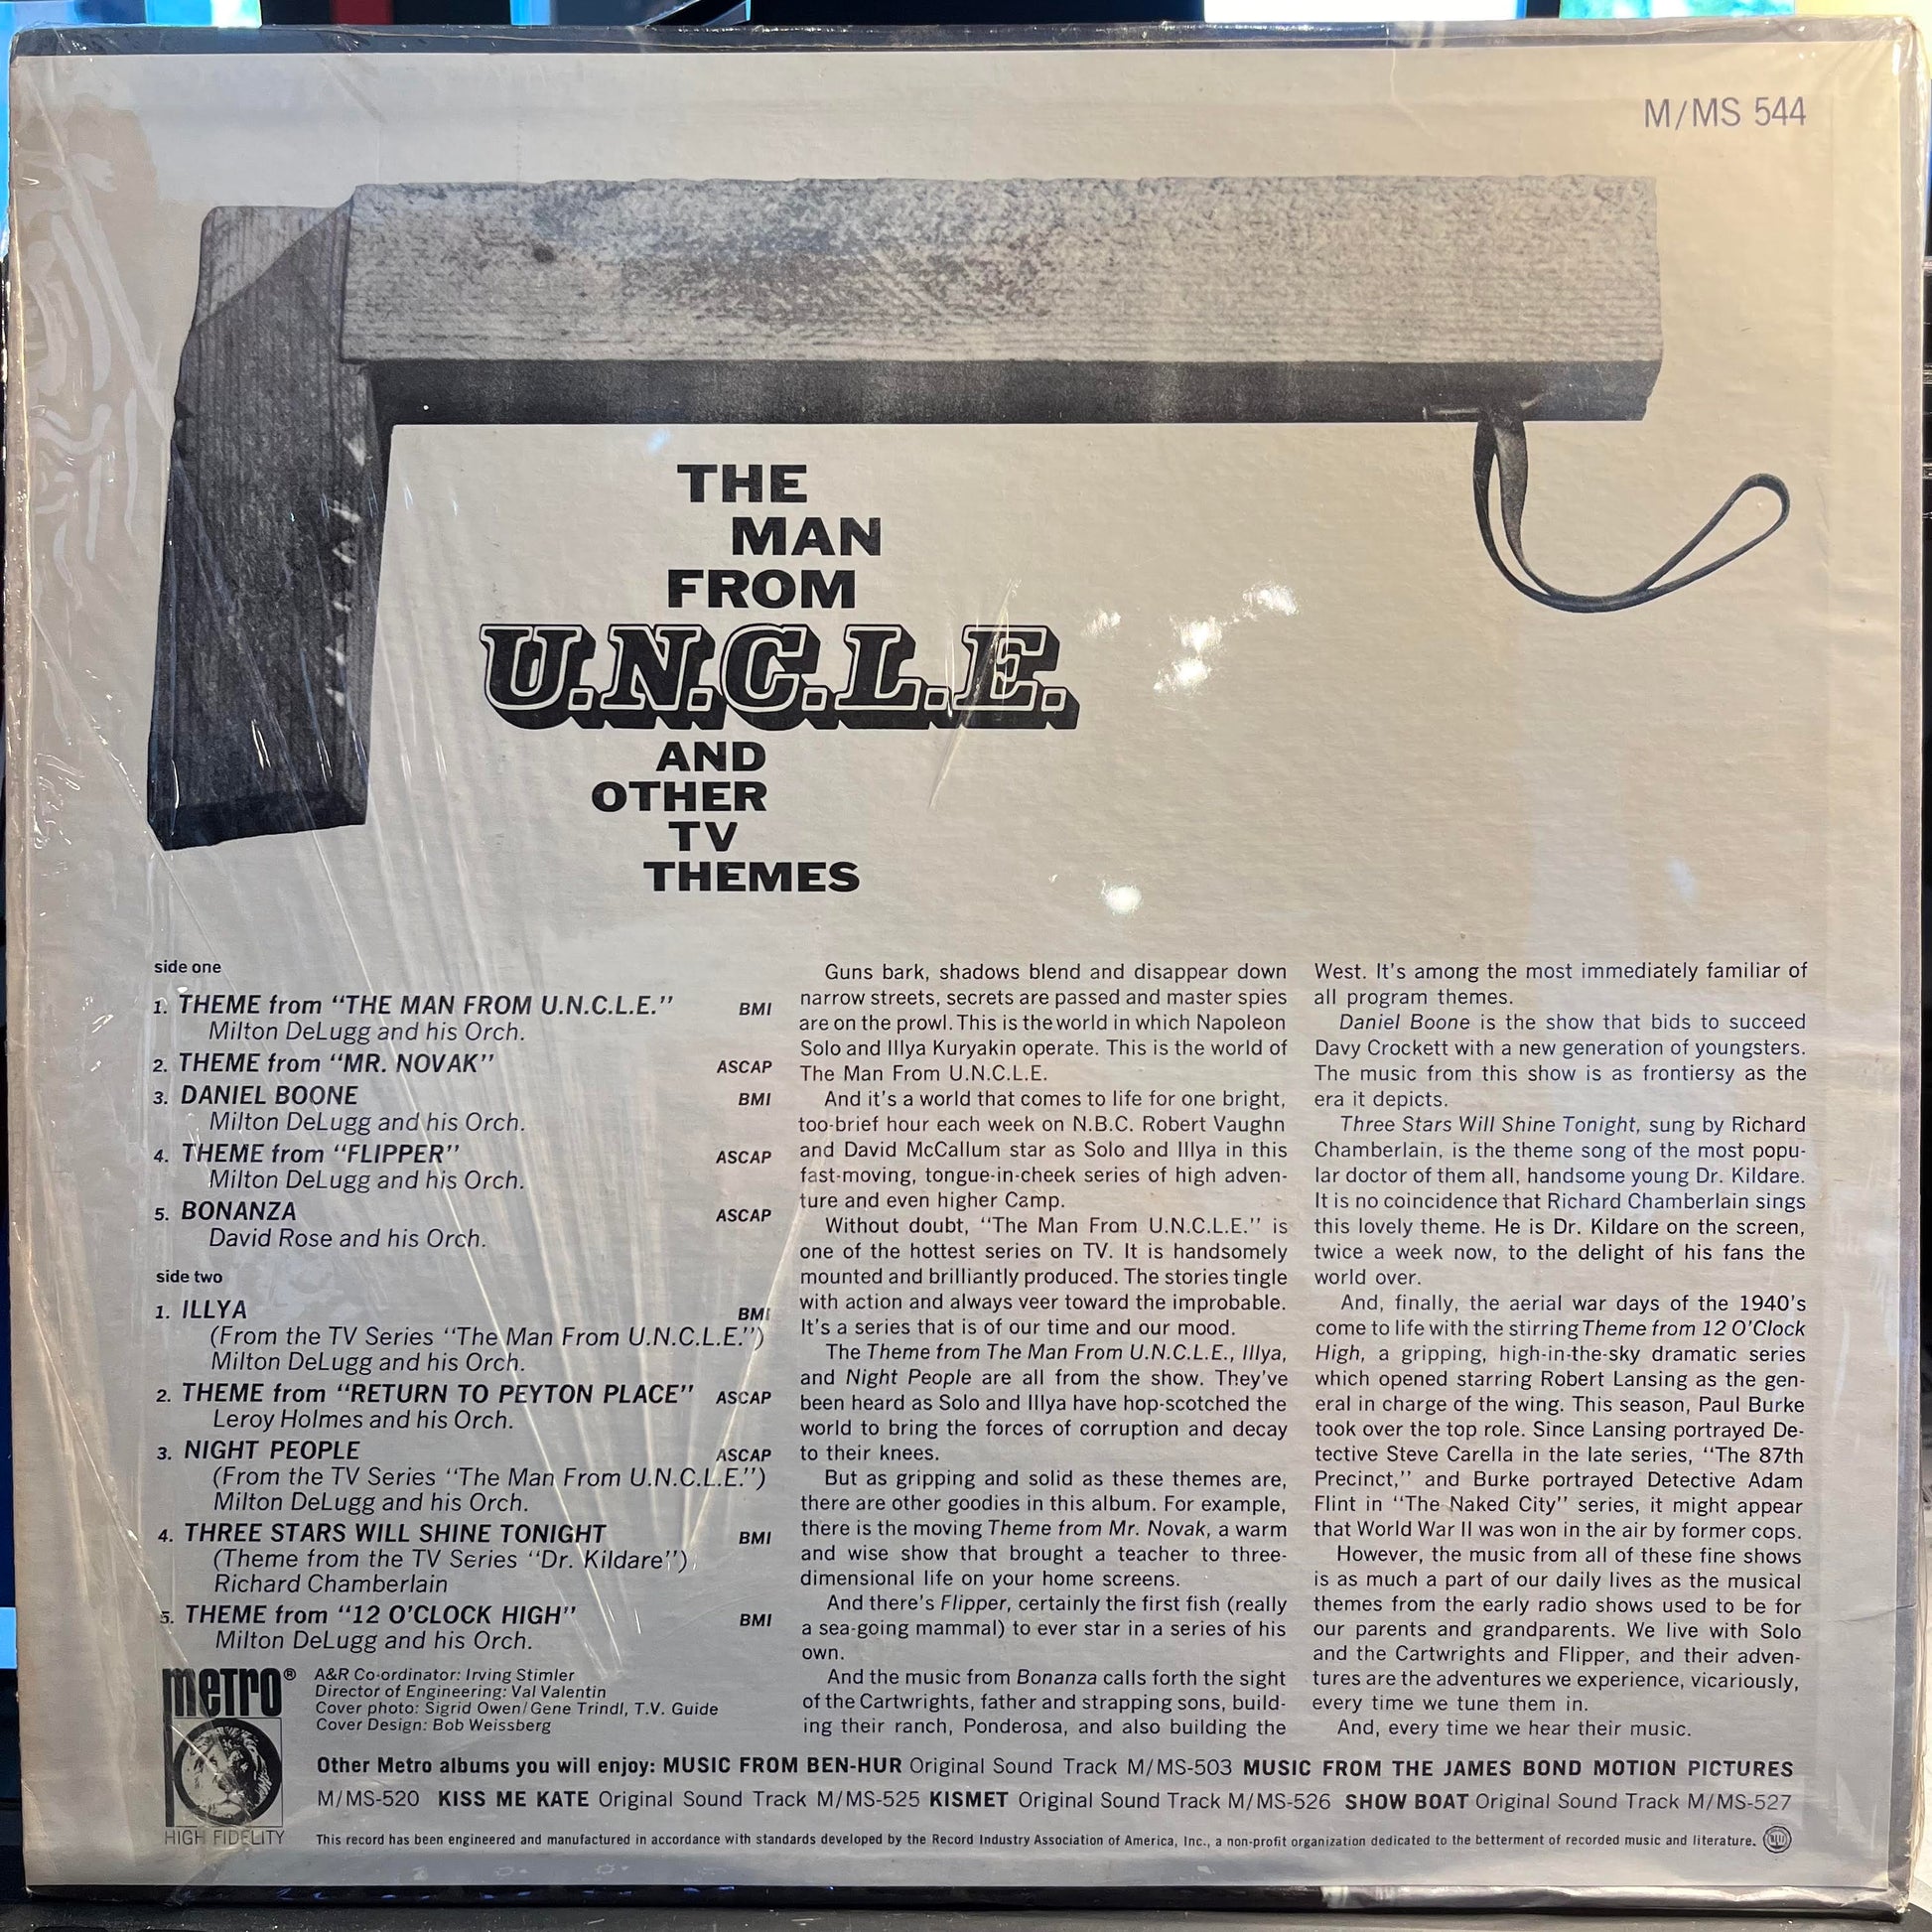 M/MS 544
THE
MAN
FROM
U.N.C.L.E.
AND
OTHER
TV
THEMES
side one
1. THEME from "THE MAN FROM U.N.C.L.E." BMI
Milton DeLugg and his Orch.
2. THEME from "MR. NOVAK" ASCAP
3. DANIEL BOONE BMI
Milton DeLugg and his Orch.
4. THEME from "FLIPPER" ASCAP
Milton DeLugg and his Orch.
5. BONANZA ASCAP
David Rose and his Orch.
side two
1. ILLYA BMI
(From the TV Series "The Man From U.N.C.L.E.")
Milton DeLugg and his Orch.
2. THEME from "RETURN TO PEYTON PLACE" ASCAP
Leroy Holmes and his Orch.
3. NIGHT PEOPLE ASCAP
(From the TV Series "The Man From U.N.C.L.E.")
Milton DeLugg and his Orch.
4. THREE STARS WILL SHINE TONIGHT BMI
(Theme from the TV Series "Dr. Kildare")
Richard Chamberlain
5. THEME from "12 O'CLOCK HIGH" BMI
Milton DeLugg and his Orch.
Guns bark, shadows blend and disappear down
narrow streets, secrets are passed and master spies
are on the prowl. This is the world in which Napoleon
Solo and Illya Kuryakin operate. This is the world of
The Man From U.N.C.L.E.
And it's a world that comes to life for one bright,
too-brief hour each week on N.B.C. Robert Vaughn
and David McCallum star as Solo and Illya in this
fast-moving, tongue-in-cheek series of high adven-
ture and even higher Camp.
Without doubt, "The Man From U.N.C.L.E." is
one of the hottest series on TV. It is handsomely
mounted and brilliantly produced. The stories tingle
with action and always veer toward the improbable.
It's a series that is of our time and our mood.
The Theme from The Man From U.N.C.L.E., Illya,
and Night People are all from the show. They've
been heard as Solo and Illya have hop-scotched the
world to bring the forces of corruption and decay
to their knees.
But as gripping and solid as these themes are,
there are other goodies in this album. For example,
there is the moving Theme from Mr. Novak, a warm
and wise show that brought a teacher to three-
dimensional life on your home screens.
And there's Flipper, certainly the first fish (really
a sea-going mammal) to ever star in a series of his
own.
And the music from Bonanza calls forth the sight
of the Cartwrights, father and strapping sons, build-
ing their ranch, Ponderosa, and also building the
West. It's among the most immediately familiar of
all program themes.
Daniel Boone is the show that bids to succeed
Davy Crockett with a new generation of youngsters.
The music from this show is as frontiersy as the
era it depicts.
Three Stars Will Shine Tonight, sung by Richard
Chamberlain, is the theme song of the most popu-
lar doctor of them all, handsome young Dr. Kildare.
It is no coincidence that Richard Chamberlain sings
this lovely theme. He is Dr. Kildare on the screen,
twice a week now, to the delight of his fans the
world over.
And, finally, the aerial war days of the 1940's
come to life with the stirring Theme from 12 O'Clock
High, a gripping, high-in-the-sky dramatic series
which opened starring Robert Lansing as the gen-
eral in charge of the wing. This season, Paul Burke
took over the top role. Since Lansing portrayed De-
tective Steve Carella in the late series, "The 87th
Precinct," and Burke portrayed Detective Adam
Flint in "The Naked City" series, it might appear
that World War II was won in the air by former cops.
However, the music from all of these fine shows
is as much a part of our daily lives as the musical
themes from the early radio shows used to be for
our parents and grandparents. We live with Solo
and the Cartwrights and Flipper, and their adven-
tures are the adventures we experience, vicariously,
every time we tune them in.
And, every time we hear their music.
METRO®
HIGH FIDELITY
A&R Co-ordinator: Irving Stimler
Director of Engineering: Val Valentin
Cover photo: Sigrid Owen/Gene Trindl, T.V. Guide
Cover Design: Bob Weissberg
Other Metro albums you will enjoy: MUSIC FROM BEN-HUR Original Sound Track M/MS-503 MUSIC FROM THE JAMES BOND MOTION PICTURES
M/MS-520 KISS ME KATE Original Sound Track M/MS-525 KISMET Original Sound Track M/MS-526 SHOW BOAT Original Sound Track M/MS-527
This record has been engineered and manufactured in accordance with standards developed by the Record Industry Association of America, Inc., a non-profit organization dedicated to the betterment of recorded music and literature.